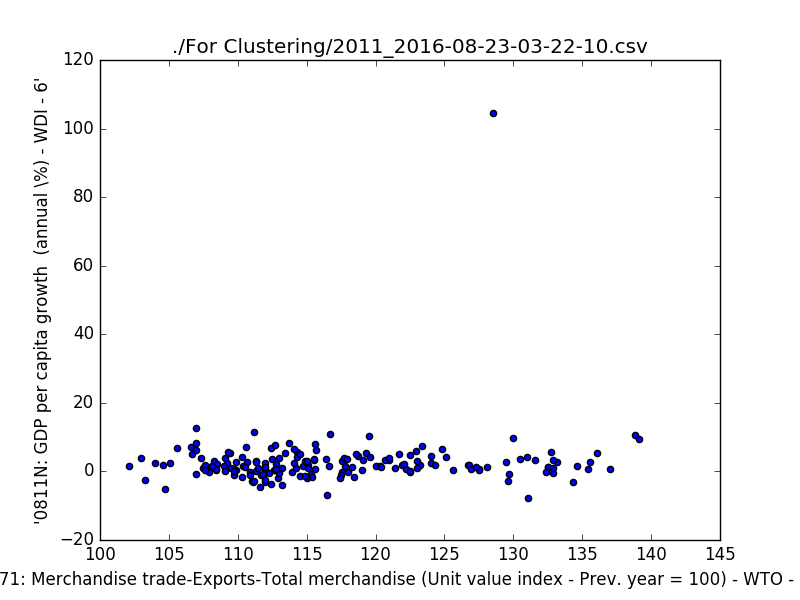 ./For Clustering/2011_2016-08-23-03-22-10.csv
120
100
80
60
40
20
0
−20
'0811N: GDP per capita growth  (annual \%) - WDI - 6'
100 105 110 115 120 125 130 135 140 145
71: Merchandise trade-Exports-Total merchandise (Unit value index - Prev. year = 100) - WTO -